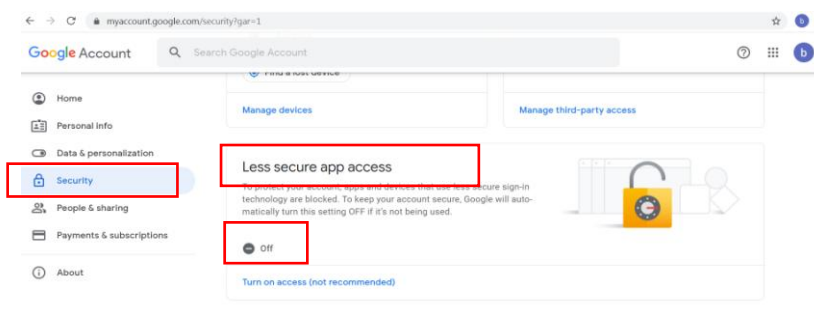 myaccount.google.com/security?gar=1
b
Google Account
Search Google Account
b
Find a lost device
Home
Manage devices
Manage third-party access
Personal info
Data & personalization
Less secure app access
Security
To protect your account, apps and devices that use less secure sign-in
technology are blocked. To keep your account secure, Google will auto-
matically turn this setting OFF if it's not being used.
People & sharing
Payments & subscriptions
Off
About
Turn on access (not recommended)